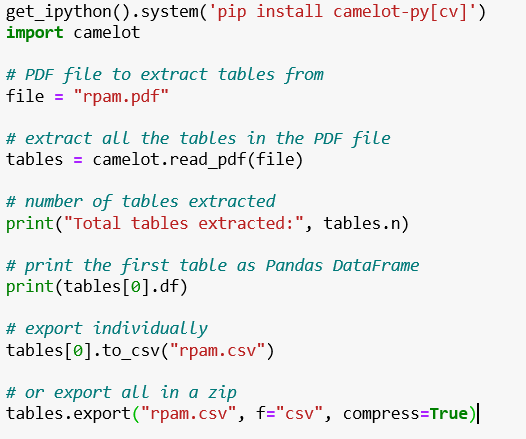 get_ipython().system('pip install camelot-py[cv]')
import camelot
# PDF file to extract tables from
file = "rpam.pdf"
# extract all the tables in the PDF file
tables = camelot.read_pdf(file)
# number of tables extracted
print("Total tables extracted:", tables.n)
# print the first table as Pandas DataFrame
print(tables[0].df)
# export individually
tables[0].to_csv("rpam.csv")
# or export all in a zip
tables.export("rpam.csv", f="csv", compress=True)